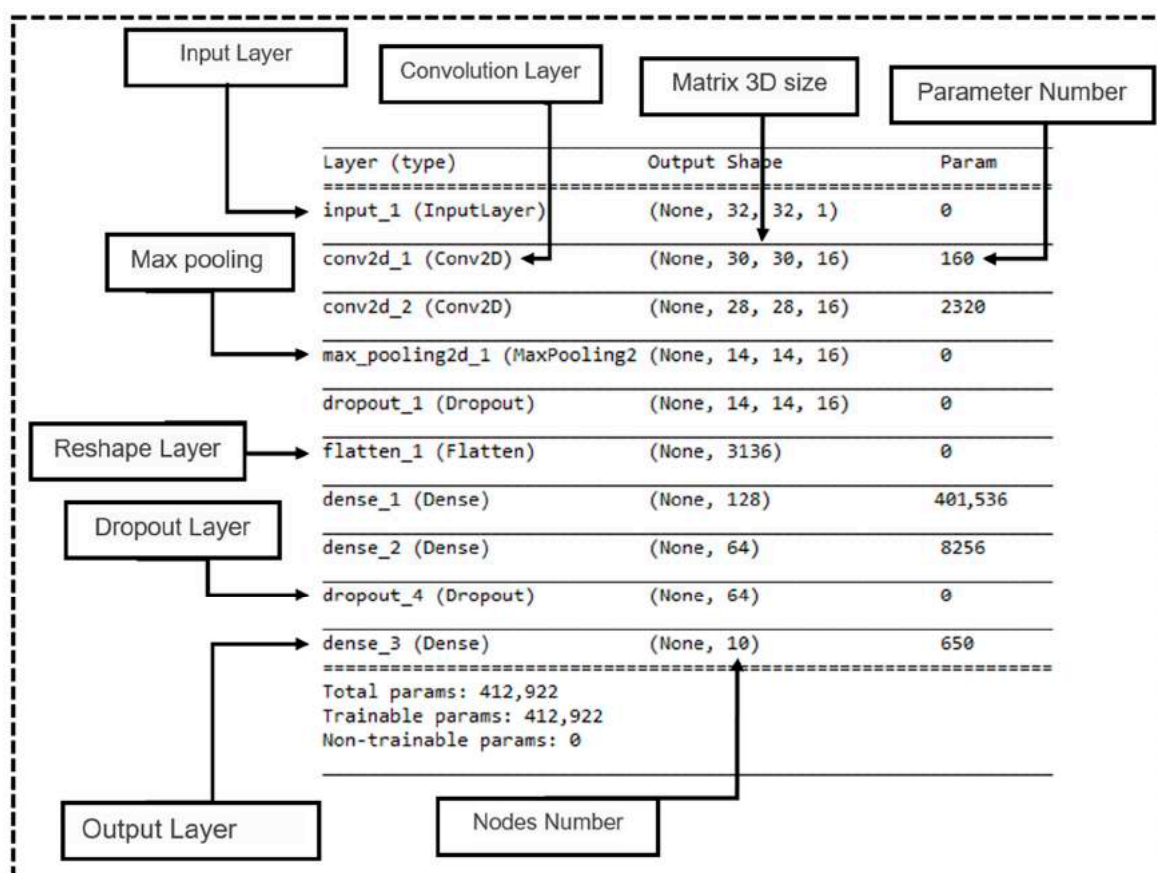 Input Layer
Convolution Layer
Matrix 3D size
Parameter Number
Layer (type) Output Shape Param
input_1 (InputLayer) (None, 32, 32, 1) 0
Max pooling
conv2d_1 (Conv2D) (None, 30, 30, 16) 160
conv2d_2 (Conv2D) (None, 28, 28, 16) 2320
max_pooling2d_1 (MaxPooling2 (None, 14, 14, 16) 0
dropout_1 (Dropout) (None, 14, 14, 16) 0
Reshape Layer
flatten_1 (Flatten) (None, 3136) 0
dense_1 (Dense) (None, 128) 401,536
Dropout Layer
dense_2 (Dense) (None, 64) 8256
dropout_4 (Dropout) (None, 64) 0
dense_3 (Dense) (None, 10) 650
Total params: 412,922
Trainable params: 412,922
Non-trainable params: 0
Output Layer
Nodes Number